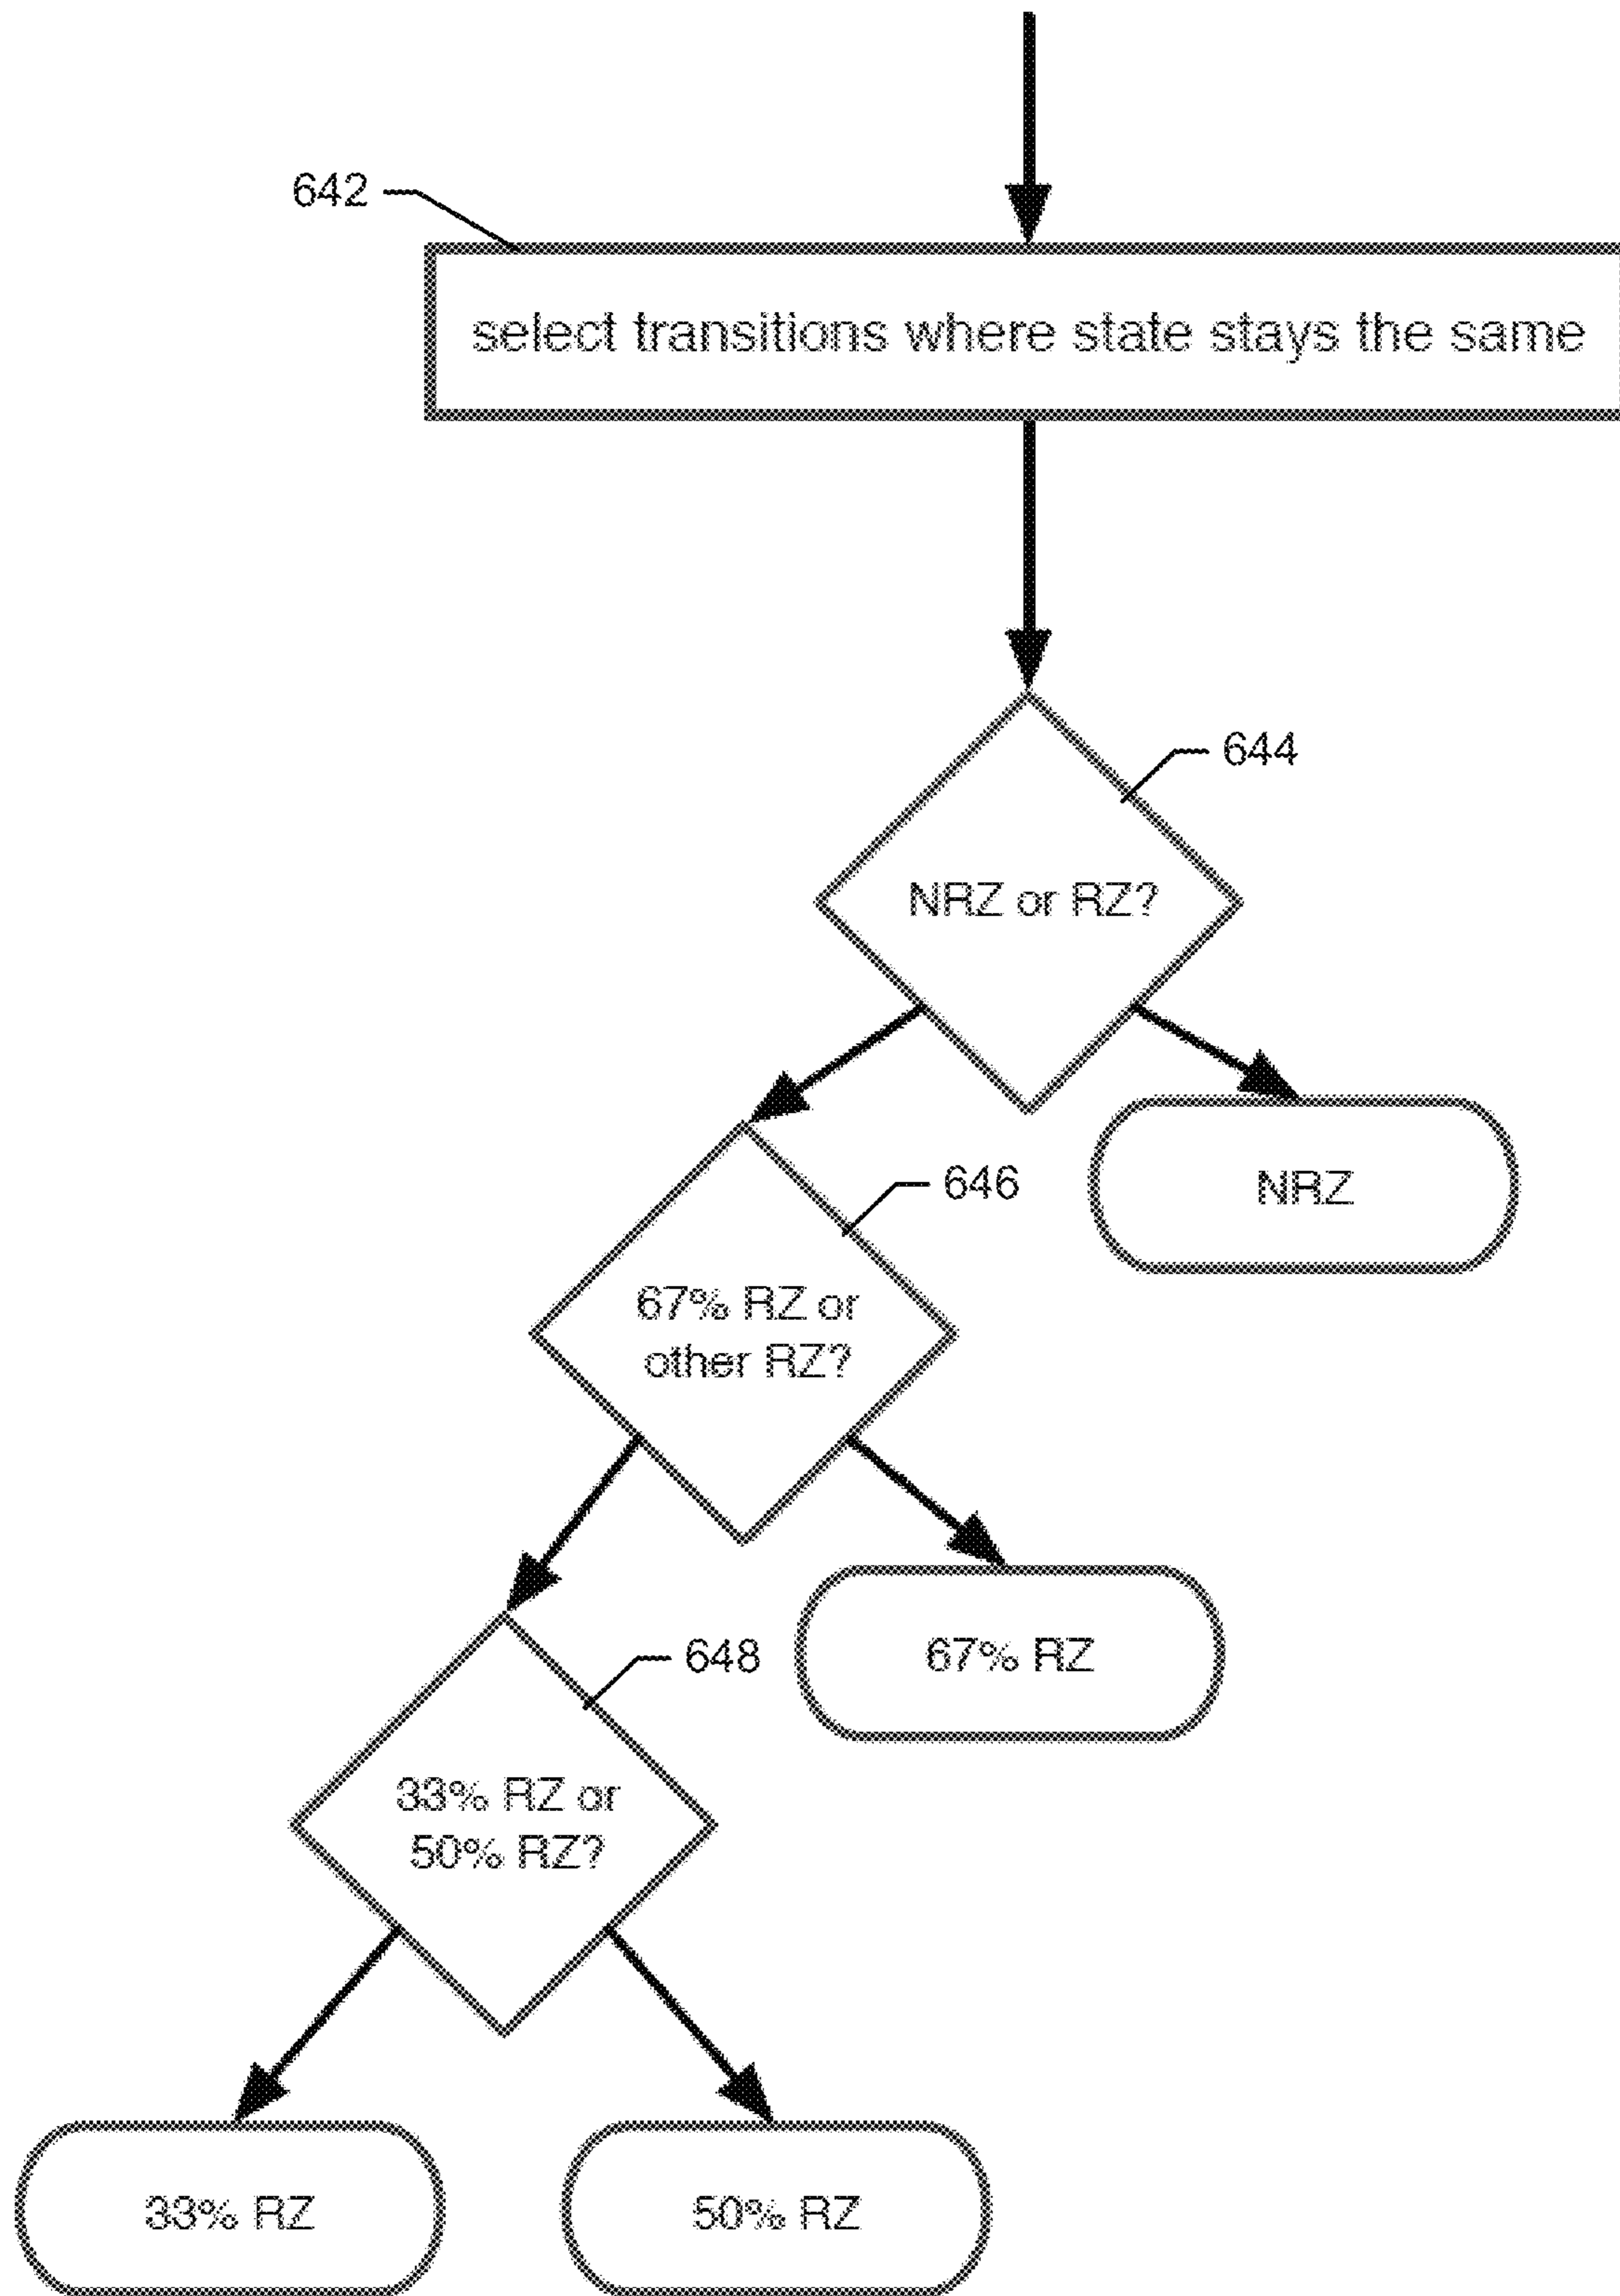 642
select transitions where state stays the same
644
NRZ or RZ?
646
NRZ
67% RZ or
other RZ?
648
67% RZ
33% RZ or
50% RZ?
33% RZ
50% RZ